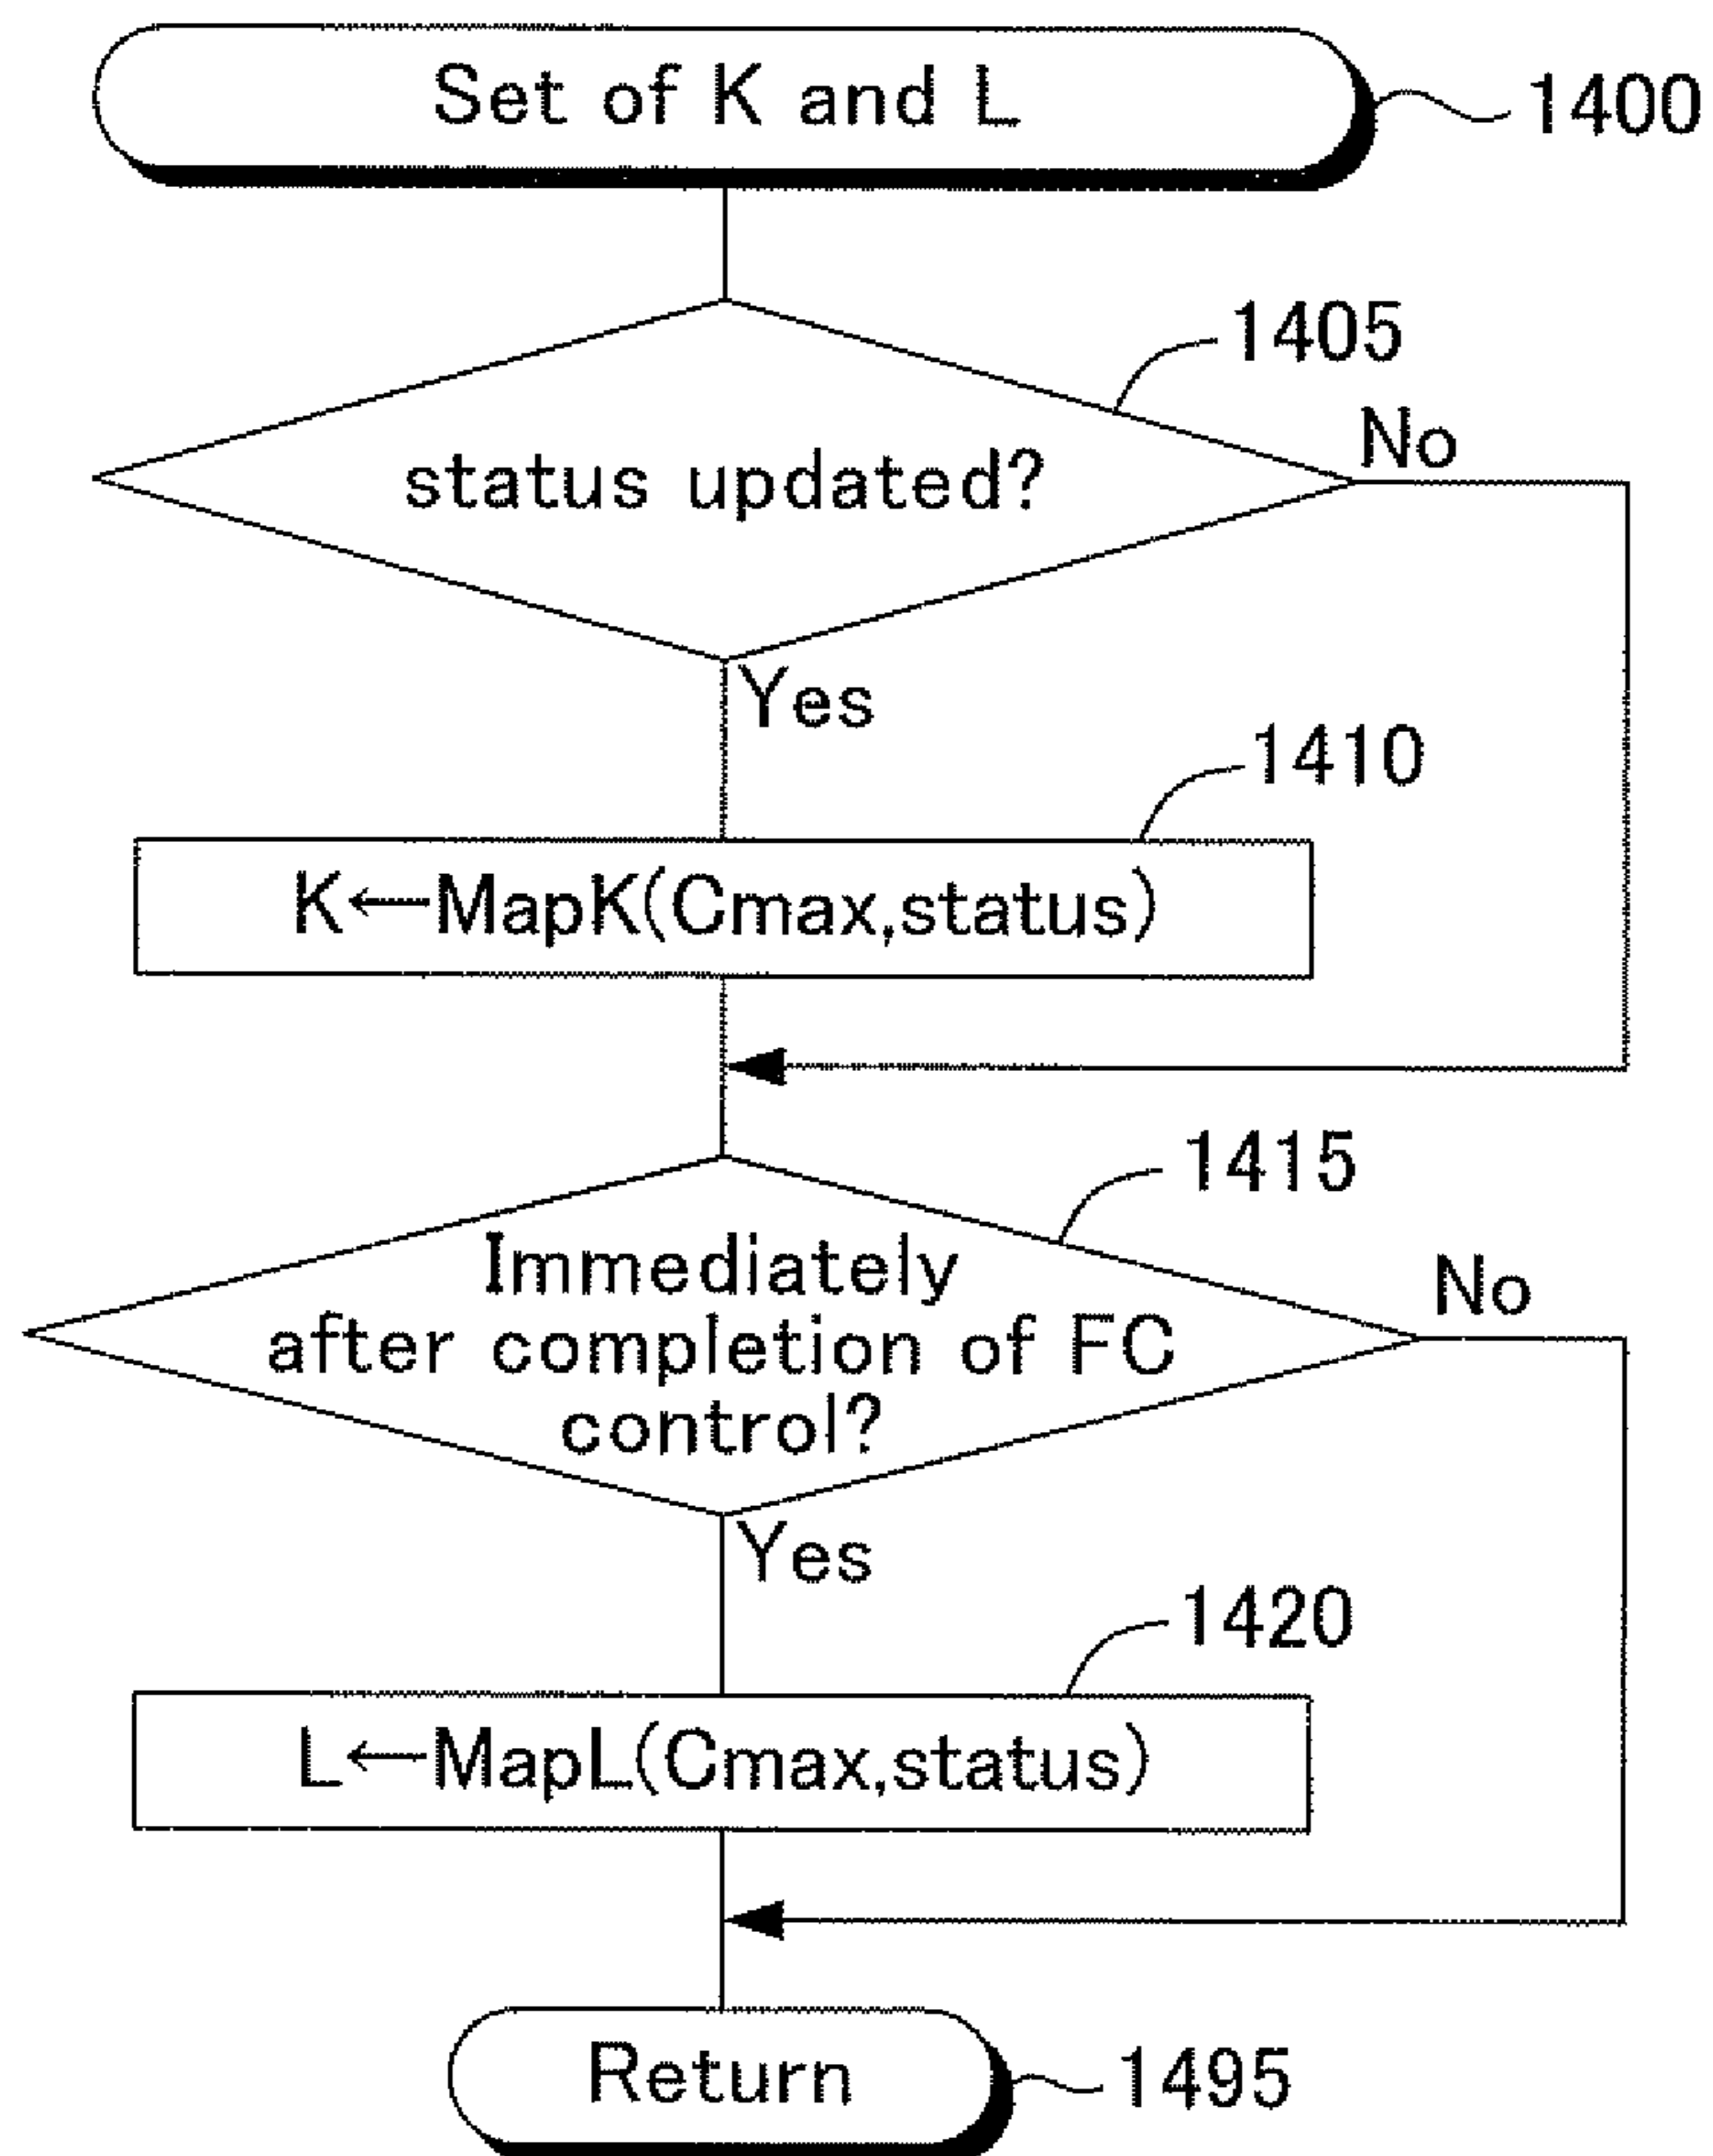 Set of K and L
1400
1405
status updated?
No
Yes
1410
K←MapK(Cmax,status)
1415
Immediately
after completion of FC
control?
No
Yes
1420
L←MapL(Cmax,status)
Return
1495